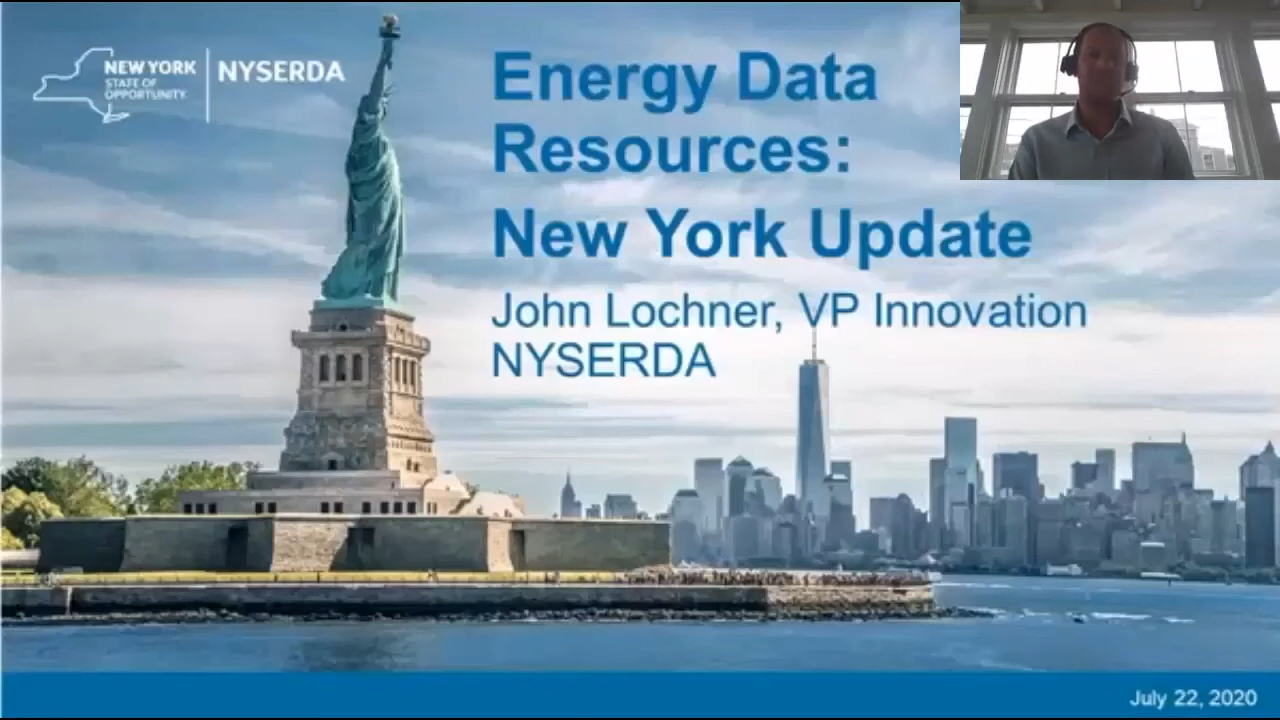 NEW YORK
STATE OF
OPPORTUNITY.
NYSERDA
Energy Data
Resources:
New York Update
John Lochner, VP Innovation
NYSERDA
July 22, 2020